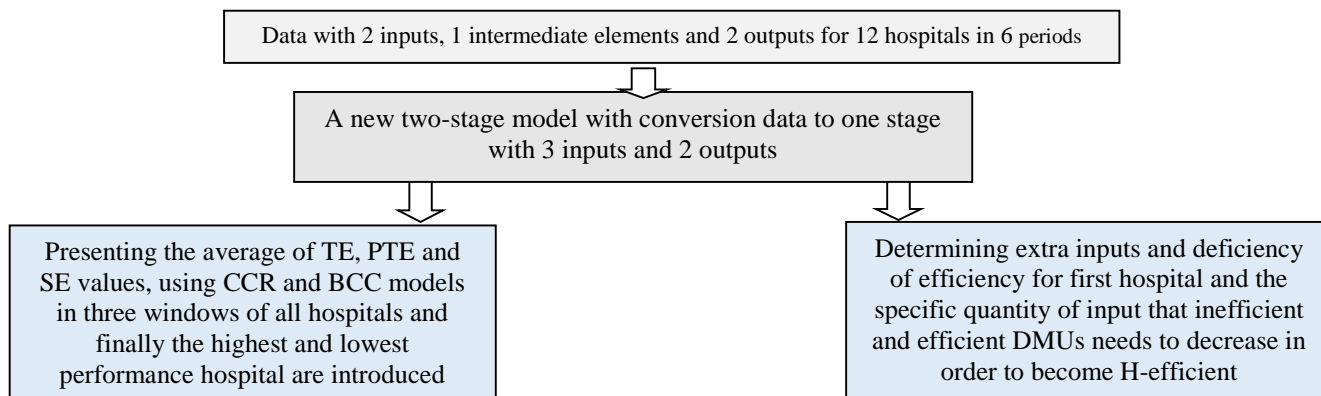 Data with 2 inputs, 1 intermediate elements and 2 outputs for 12 hospitals in 6 periods
A new two-stage model with conversion data to one stage
with 3 inputs and 2 outputs
Presenting the average of TE, PTE and
SE values, using CCR and BCC models
in three windows of all hospitals and
finally the highest and lowest
performance hospital are introduced
Determining extra inputs and deficiency
of efficiency for first hospital and the
specific quantity of input that inefficient
and efficient DMUs needs to decrease in
order to become H-efficient